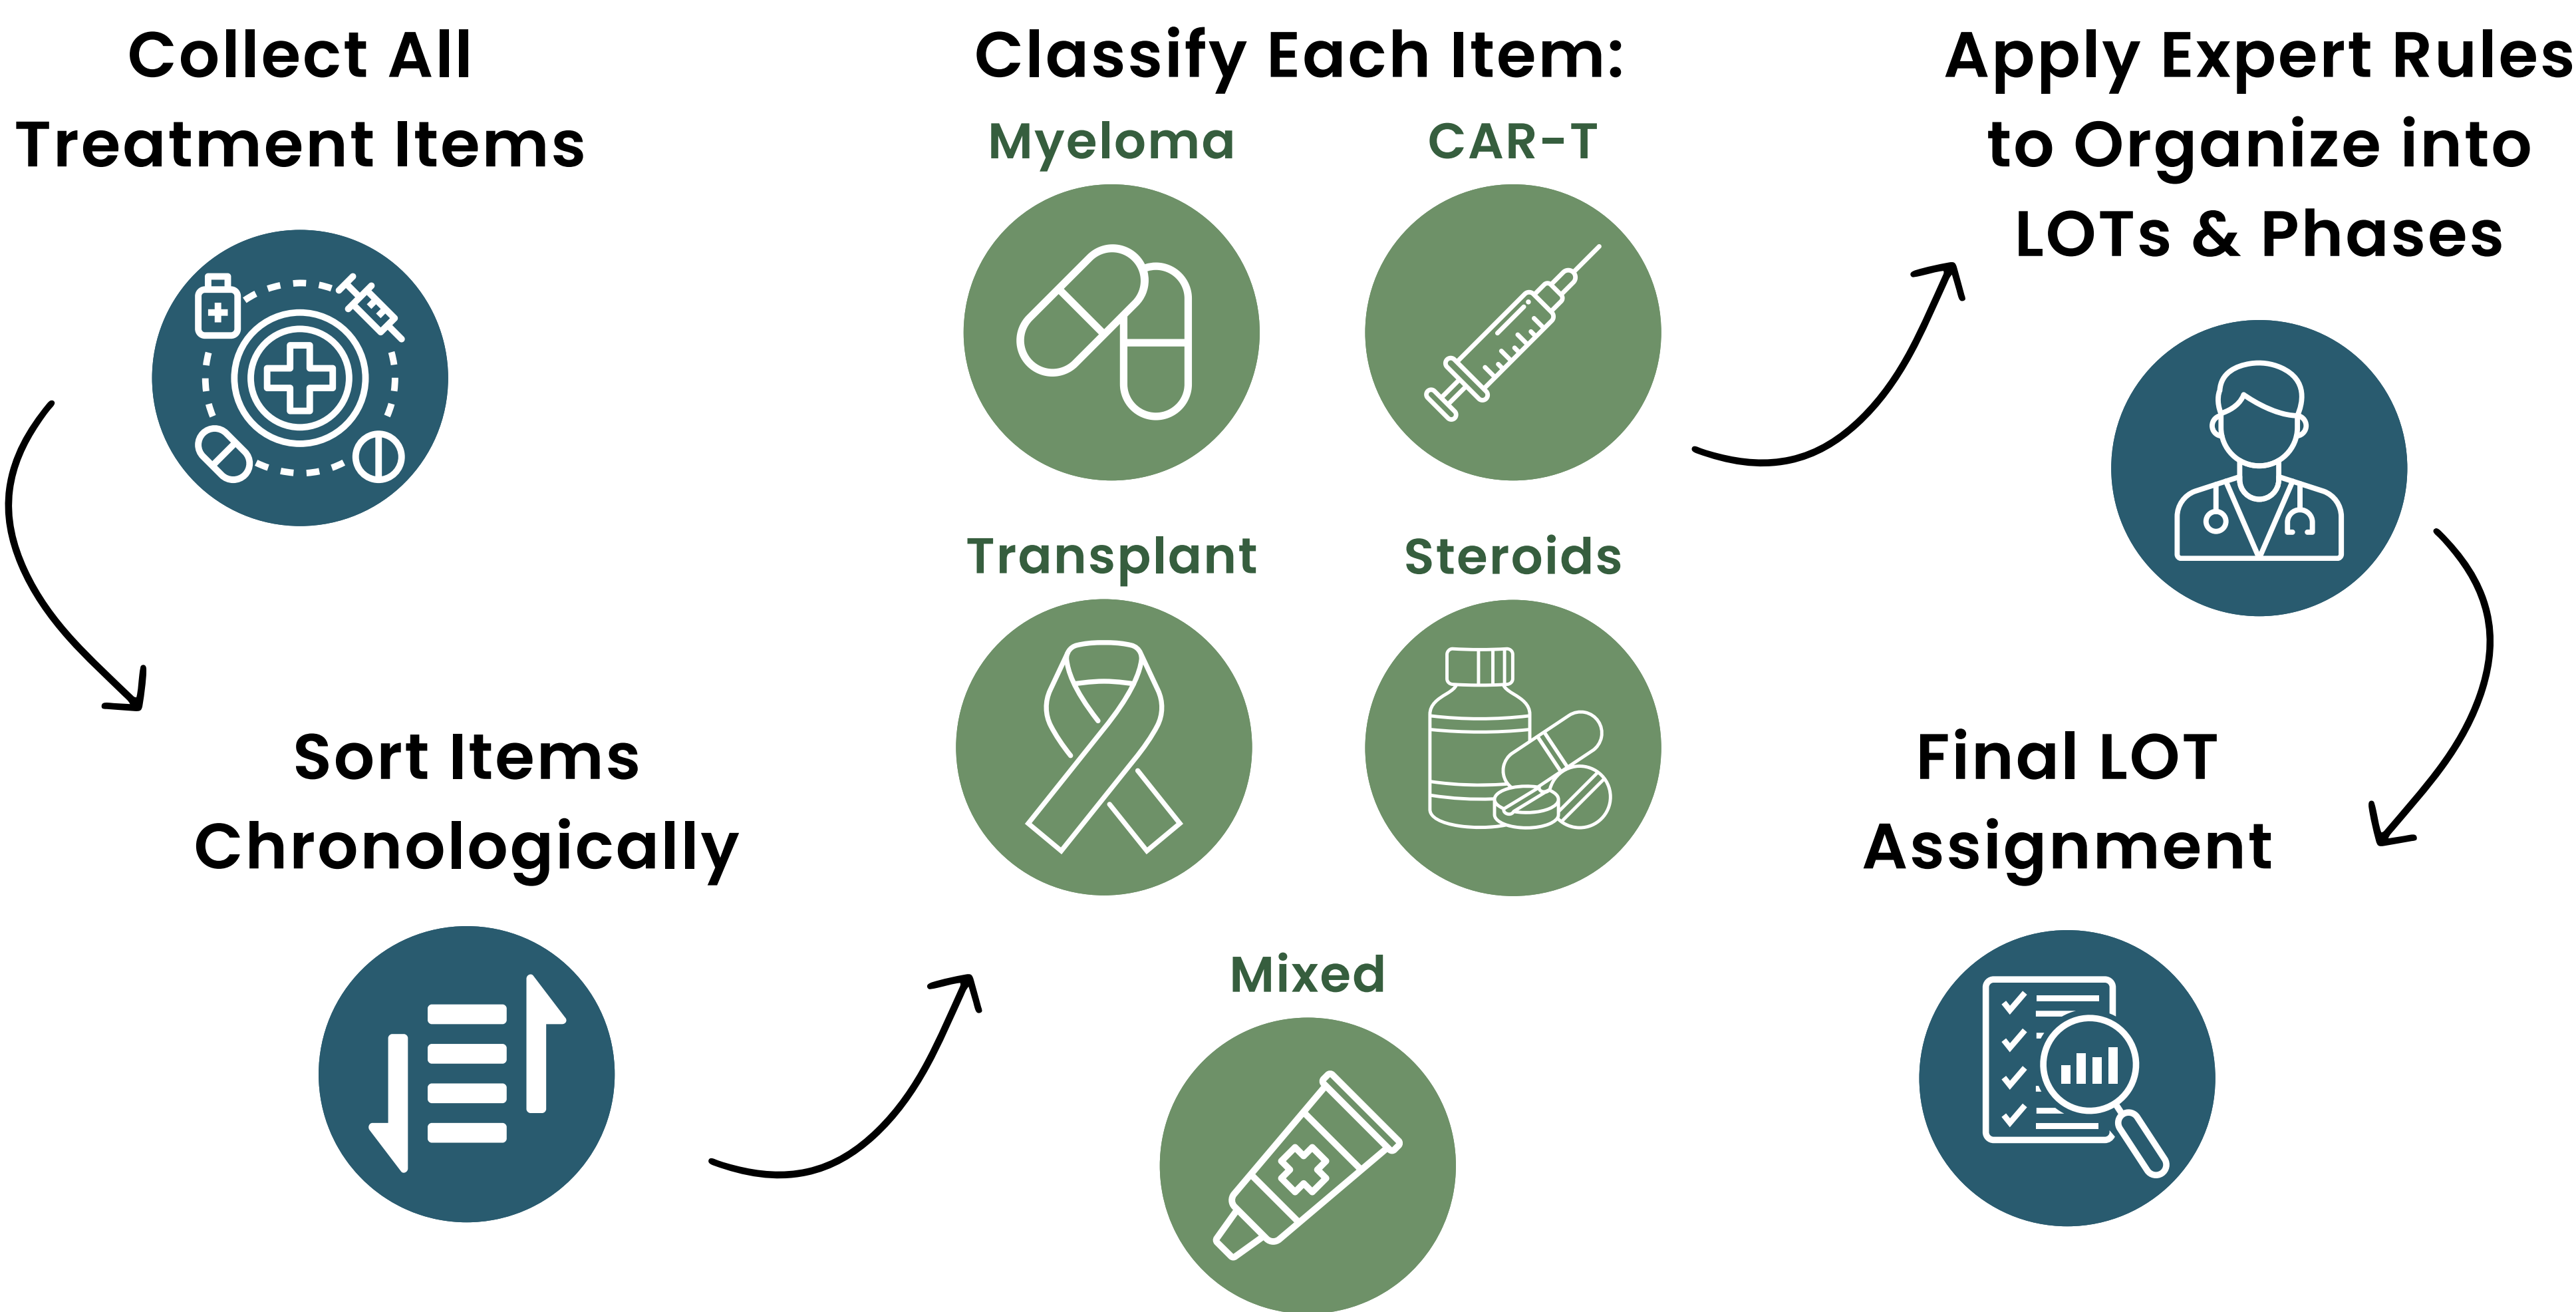 Collect All
Treatment Items
Sort Items
Chronologically
Classify Each Item:
Myeloma
CAR-T
Transplant
Steroids
Mixed
Apply Expert Rules
to Organize into
LOTs & Phases
Final LOT
Assignment